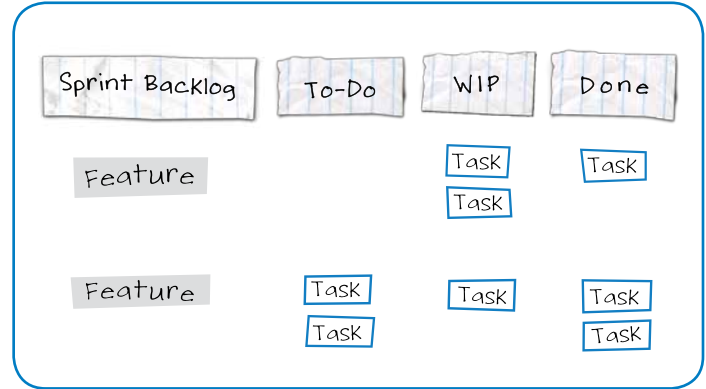 Sprint Backlog To-Do WIP Done
Feature Task Task
Task
Feature Task Task Task
Task Task